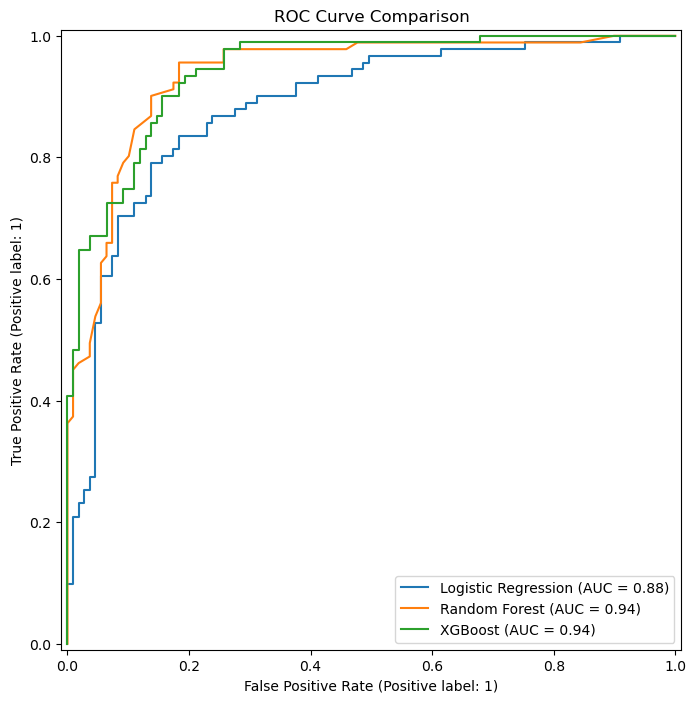 ROC Curve Comparison
1.0
0.8
0.6
0.4
0.2
0.0
True Positive Rate (Positive label: 1)
Logistic Regression (AUC = 0.88)
Random Forest (AUC = 0.94)
XGBoost (AUC = 0.94)
0.0 0.2 0.4 0.6 0.8 1.0
False Positive Rate (Positive label: 1)